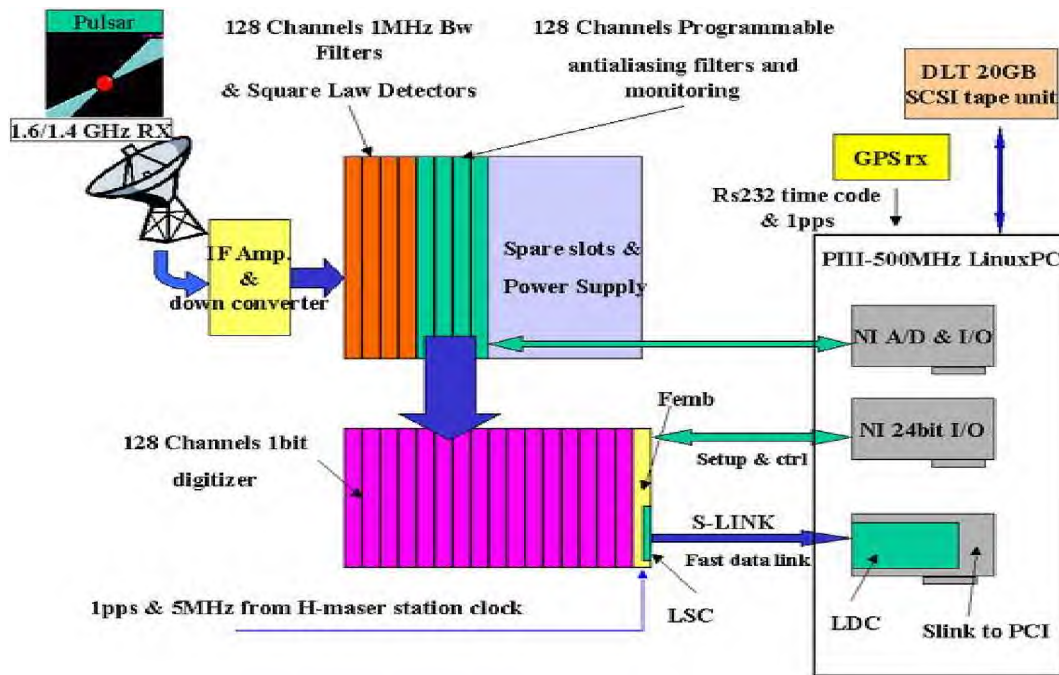 Pulsar
1.6/1.4 GHz RX
128 Channels 1MHz Bw
Filters
& Square Law Detectors
128 Channels Programmable
antialiasing filters and
monitoring
DLT 20GB
SCSI tape unit
GPS rx
Rs232 time code
& 1pps
IF Amp.
&
down converter
Spare slots &
Power Supply
PIII-500MHz LinuxPC
NI A/D & I/O
Femb
128 Channels 1bit
digitizer
NI 24bit I/O
Setup & ctrl
S-LINK
Fast data link
1pps & 5MHz from H-maser station clock
LSC
LDC
Slink to PCI